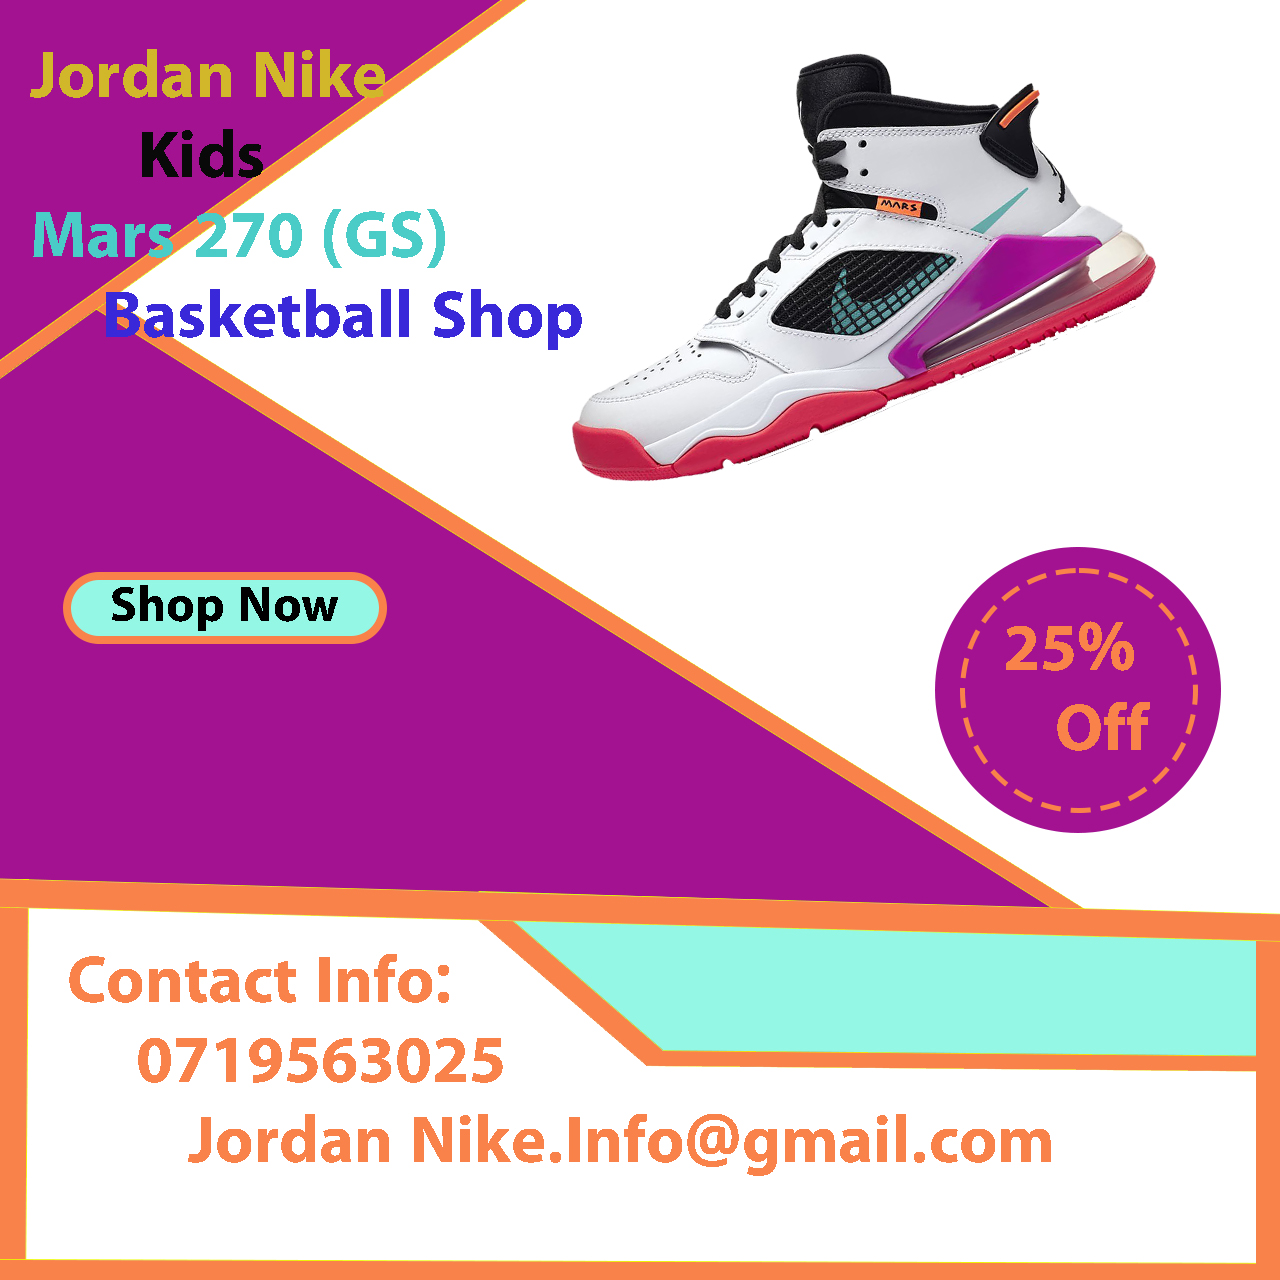 Jordan Nike
Kids
Mars 270 (GS)
Basketball Shop
MARS
Shop Now
25%
Off
Contact Info:
0719563025
Jordan Nike.Info@gmail.com